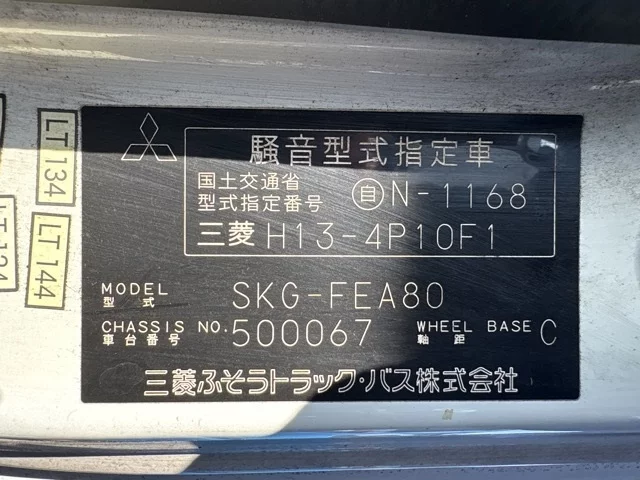 LT 134
LT 144
LT 134
騒音型式指定車
国土交通省
型式指定番号 自 N-1168
三菱 H13-4P10F1
MODEL
型式 SKG-FEA80
CHASSIS NO.
車台番号 500067
WHEEL BASE
軸距 C
三菱ふそうトラック・バス株式会社